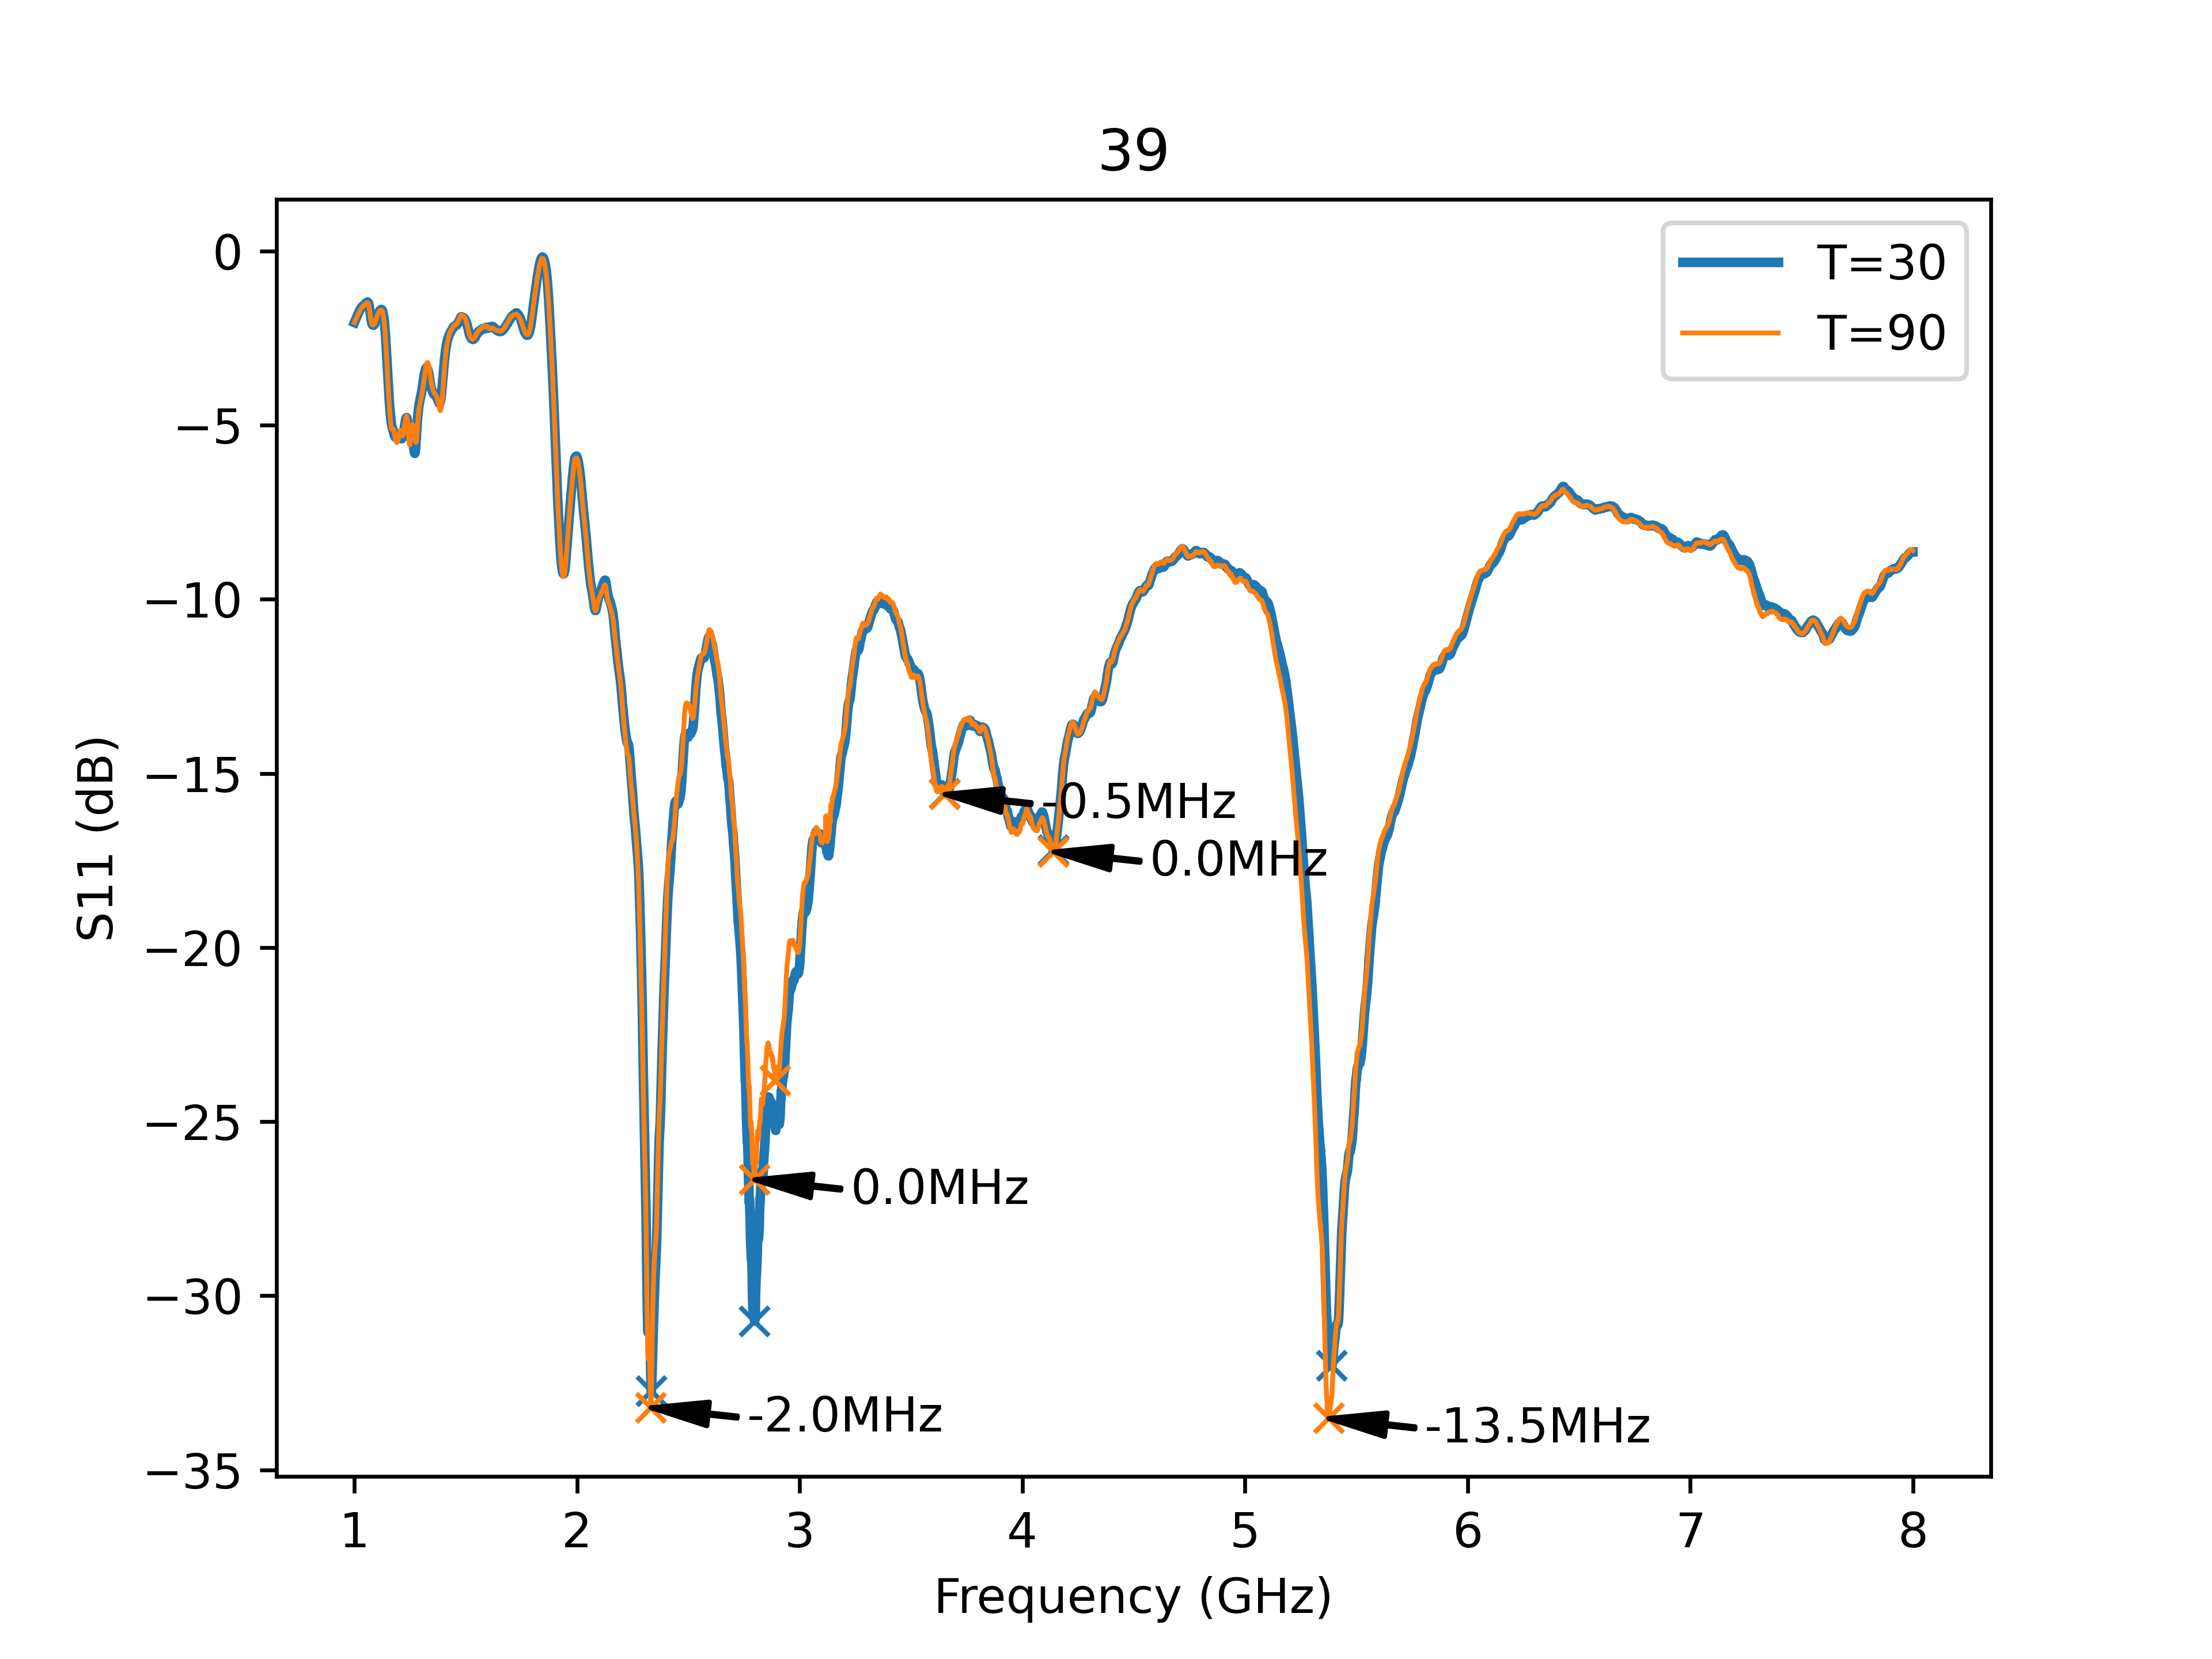 39
T=30
T=90
0
−5
−10
−15
−20
−25
−30
−35
S11 (dB)
-0.5MHz
0.0MHz
0.0MHz
-2.0MHz
-13.5MHz
1 2 3 4 5 6 7 8
Frequency (GHz)